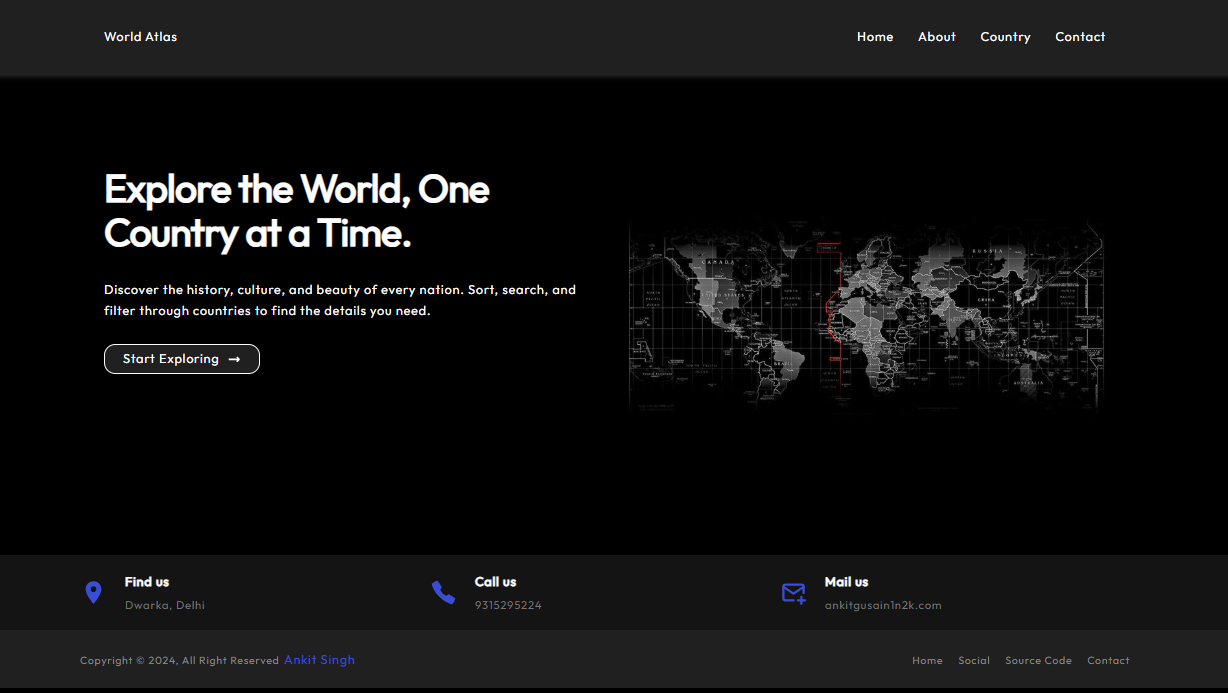 World Atlas
Home About Country Contact
Explore the World, One
Country at a Time.
Discover the history, culture, and beauty of every nation. Sort, search, and
filter through countries to find the details you need.
Start Exploring →
CANADA
UNITED STATES
BRAZIL
RUSSIA
CHINA
AUSTRALIA
Find us
Dwarka, Delhi
Call us
9315295224
Mail us
ankitgusain1n2k.com
Copyright © 2024, All Right Reserved Ankit Singh
Home Social Source Code Contact